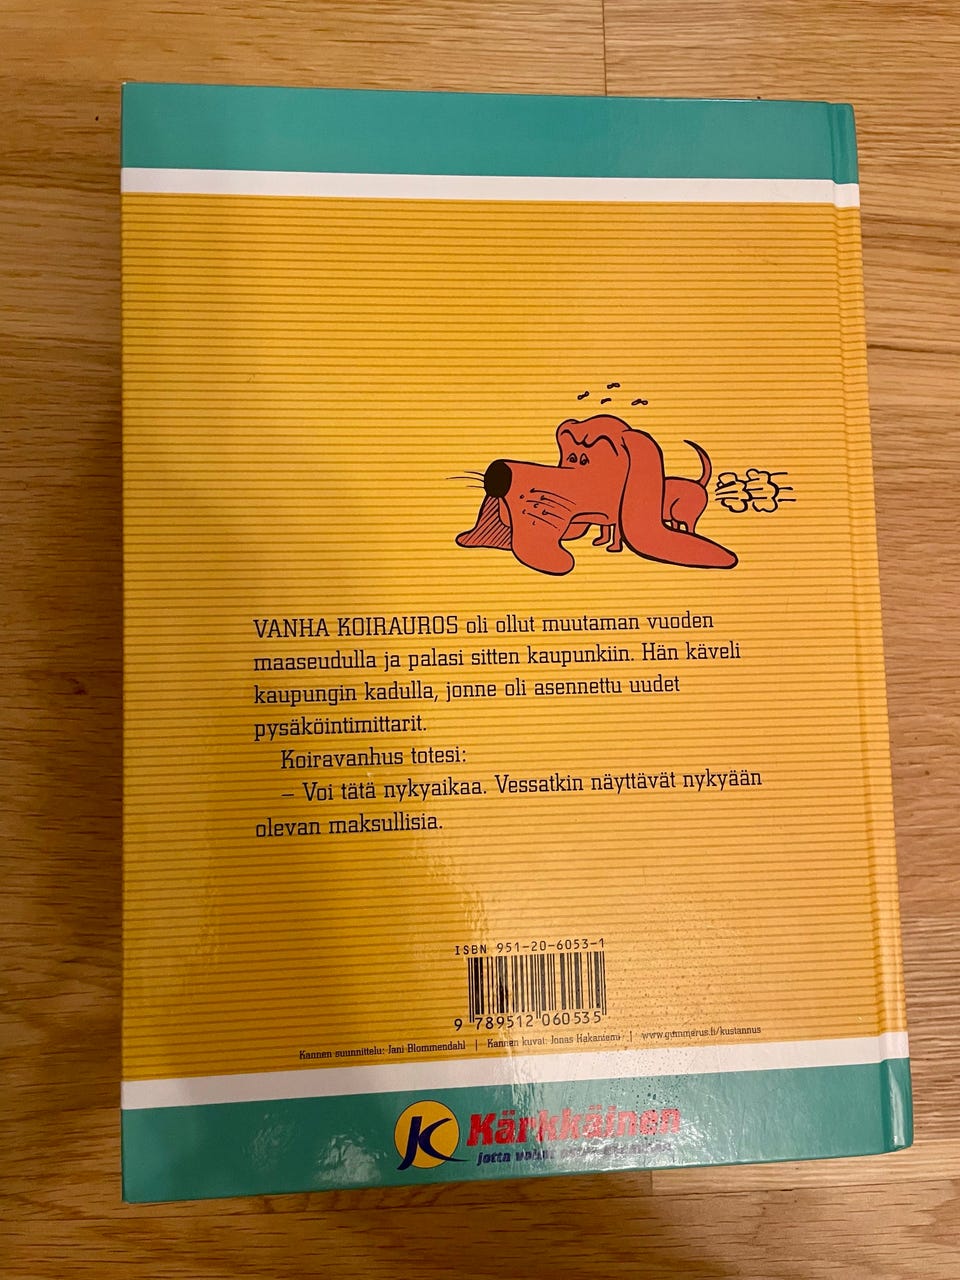 VANHA KOIRAUROS oli ollut muutaman vuoden
maaseudulla ja palasi sitten kaupunkiin. Hän käveli
kaupungin kadulla, jonne oli asennettu uudet
pysäköintimittarit.
Koiravanhus totesi:
– Voi tätä nykyaikaa. Vessatkin näyttävät nykyään
olevan maksullisia.
ISBN 951-20-6053-1
9 789512 060535
Kannen suunnittelu: Jani Blommendahl | Kannen kuvat: Jonas Hakaniemi | www.gummerus.fi/kustannus
K Kärkkäinen
jotta